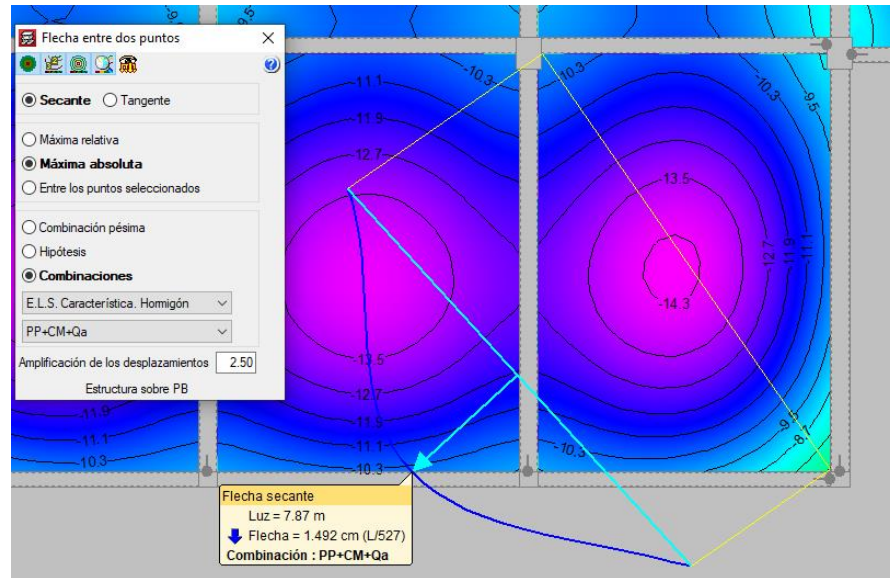 Flecha entre dos puntos
Secante
Tangente
Máxima relativa
Máxima absoluta
Entre los puntos seleccionados
Combinación pésima
Hipótesis
Combinaciones
E.L.S. Característica. Hormigón
PP+CM+Qa
Amplificación de los desplazamientos 2.50
Estructura sobre PB
-9.5
-10.3
-10.3
-10.3
-9.5
-11.1
-11.9
-12.7
-13.5
-12.7
-11.9
-11.1
-14.3
-13.5
-12.7
-11.9
-11.1
-10.3
-11.9
-11.1
-10.3
-10.3
-9.5
-8.7
Flecha secante
Luz = 7.87 m
Flecha = 1.492 cm (L/527)
Combinación : PP+CM+Qa